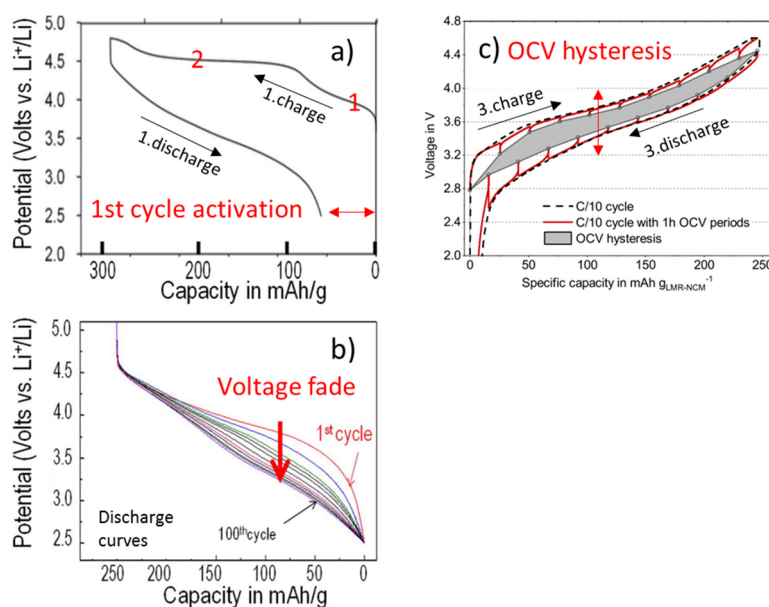 a)
5.0
4.5
4.0
3.5
3.0
2.5
2.0
Potential (Volts vs. Li⁺/Li)
2
1
1.charge
1.discharge
1st cycle activation
300
200
100
0
Capacity in mAh/g
c)
OCV hysteresis
4.8
4.4
4.0
3.6
3.2
2.8
2.4
2.0
Voltage in V
3.charge
3.discharge
C/10 cycle
C/10 cycle with 1h OCV periods
OCV hysteresis
0 50 100 150 200 250
Specific capacity in mAh gLMR-NCM⁻¹
b)
5.0
4.5
4.0
3.5
3.0
2.5
Potential (Volts vs. Li⁺/Li)
Voltage fade
1ˢᵗcycle
100ᵗʰcycle
Discharge
curves
250 200 150 100 50 0
Capacity in mAh/g